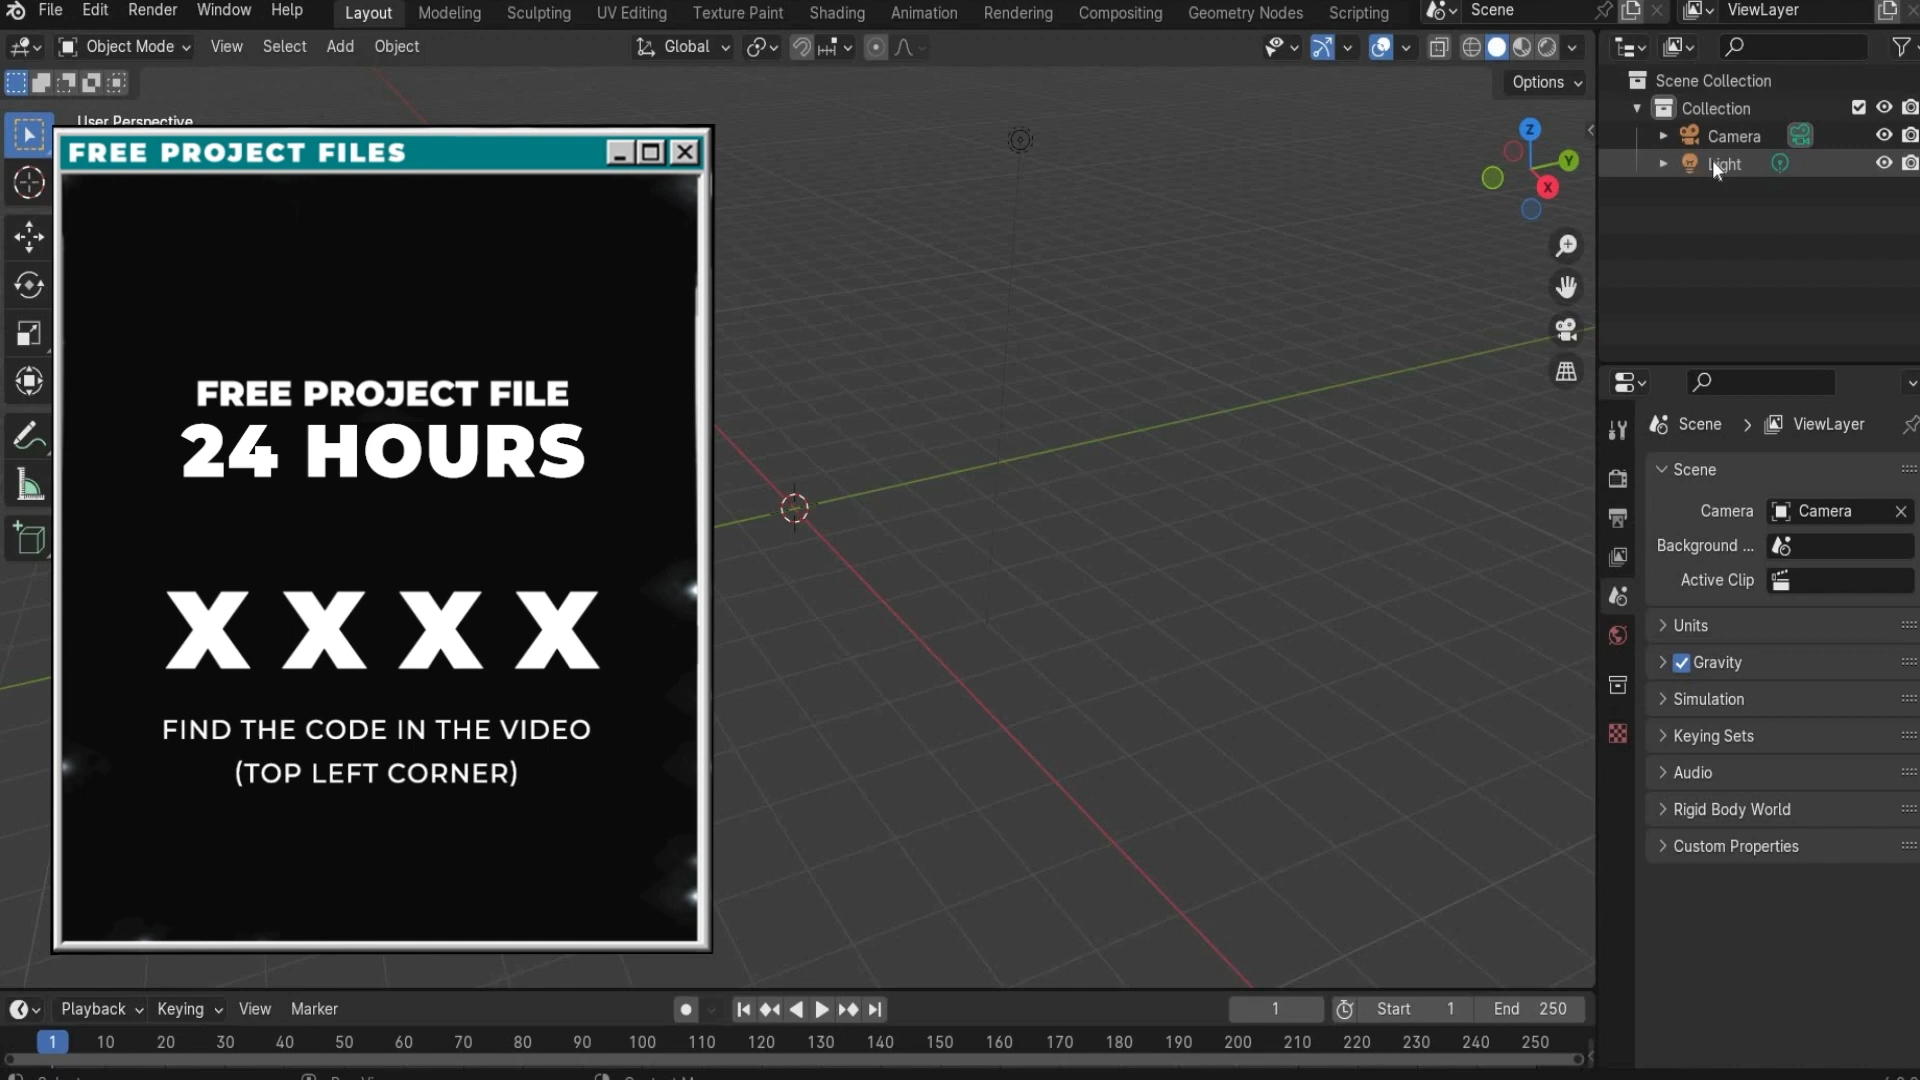 File Edit Render Window Help Layout Modeling Sculpting UV Editing Texture Paint Shading Animation Rendering Compositing Geometry Nodes Scripting Scene ViewLayer
Object Mode View Select Add Object Global
Options
User Perspective
FREE PROJECT FILES
FREE PROJECT FILE
24 HOURS
X X X X
FIND THE CODE IN THE VIDEO
(TOP LEFT CORNER)
Z
Y
X
Scene Collection
Collection
Camera
Light
Scene > ViewLayer
Scene
Camera Camera
Background ...
Active Clip
Units
Gravity
Simulation
Keying Sets
Audio
Rigid Body World
Custom Properties
Playback Keying View Marker 1 Start 1 End 250
1 10 20 30 40 50 60 70 80 90 100 110 120 130 140 150 160 170 180 190 200 210 220 230 240 250